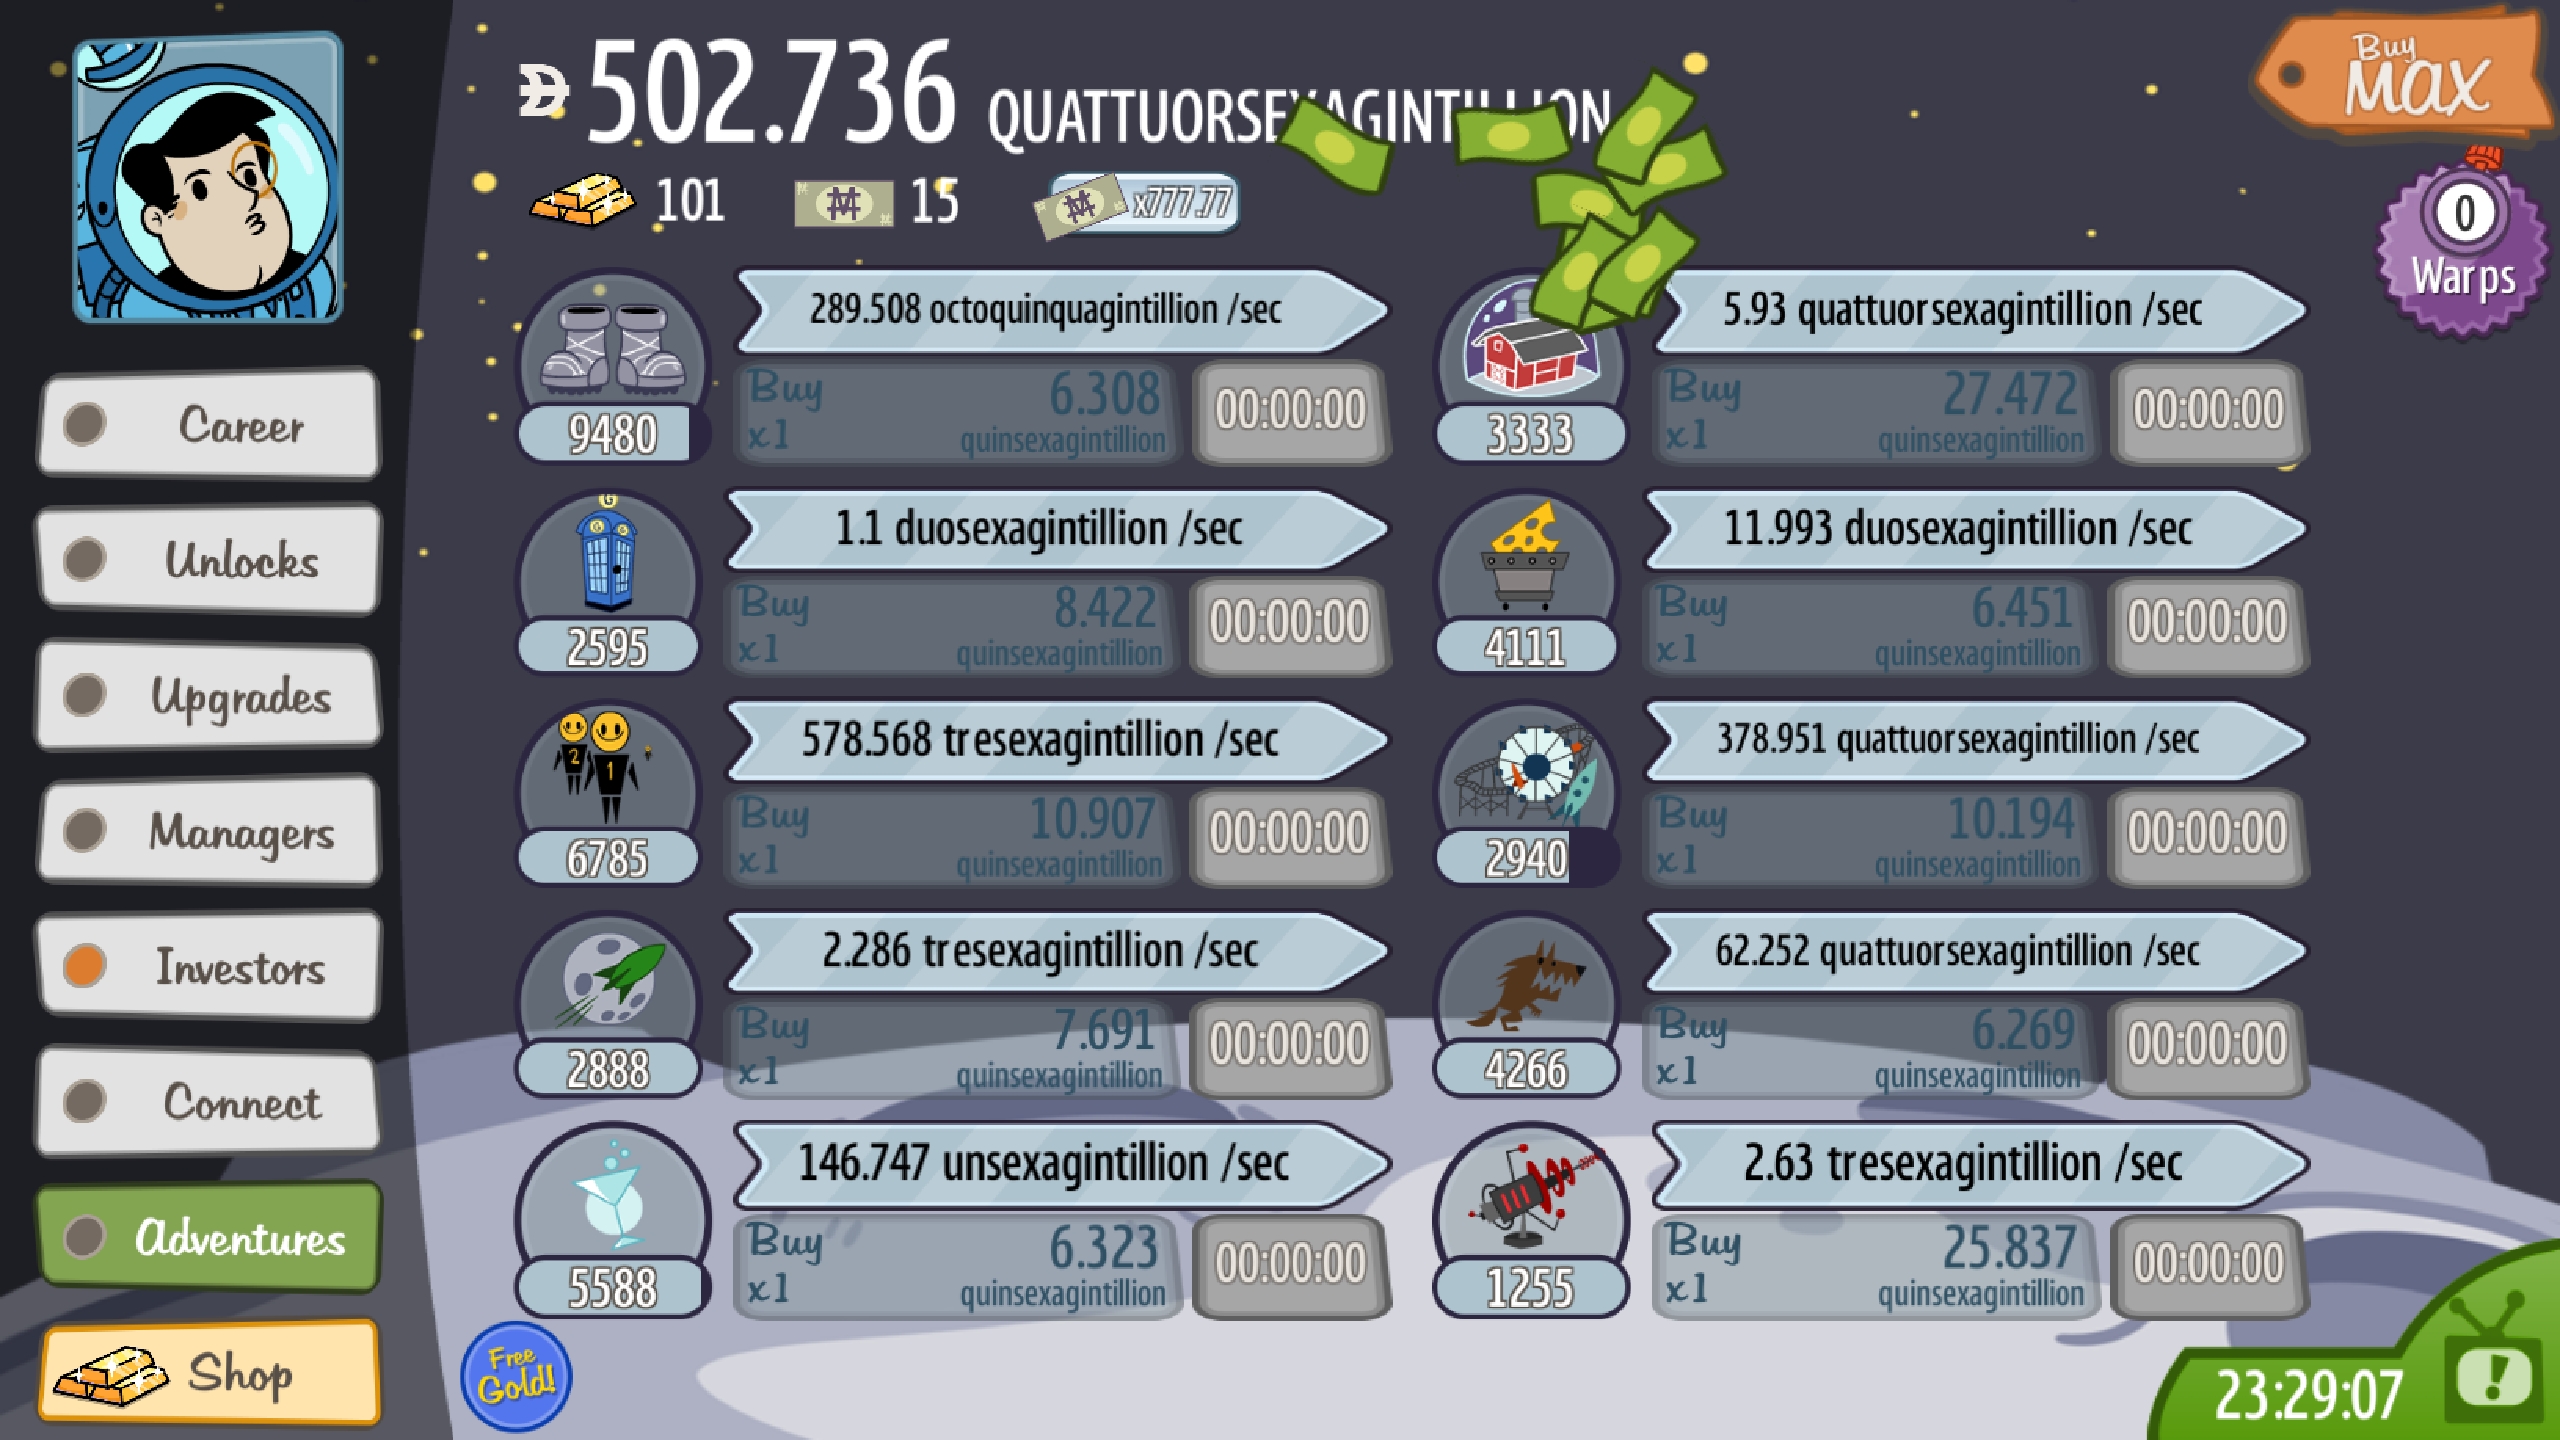 502.736 QUATTUORSEXAGINTILLION
Buy
MAX
101 15 x777.77
0
Warps
Career
Unlocks
Upgrades
Managers
Investors
Connect
Adventures
Shop
289.508 octoquinquagintillion /sec
Buy 6.308
x1 quinsexagintillion
00:00:00
9480
5.93 quattuorsexagintillion /sec
Buy 27.472
x1 quinsexagintillion
00:00:00
3333
1.1 duosexagintillion /sec
Buy 8.422
x1 quinsexagintillion
00:00:00
2595
11.993 duosexagintillion /sec
Buy 6.451
x1 quinsexagintillion
00:00:00
4111
578.568 tresexagintillion /sec
2 1
Buy 10.907
x1 quinsexagintillion
00:00:00
6785
378.951 quattuorsexagintillion /sec
Buy 10.194
x1 quinsexagintillion
00:00:00
2940
2.286 tresexagintillion /sec
Buy 7.691
x1 quinsexagintillion
00:00:00
2888
62.252 quattuorsexagintillion /sec
Buy 6.269
x1 quinsexagintillion
00:00:00
4266
146.747 unsexagintillion /sec
Buy 6.323
x1 quinsexagintillion
00:00:00
5588
2.63 tresexagintillion /sec
Buy 25.837
x1 quinsexagintillion
00:00:00
1255
Free
Gold!
23:29:07
!